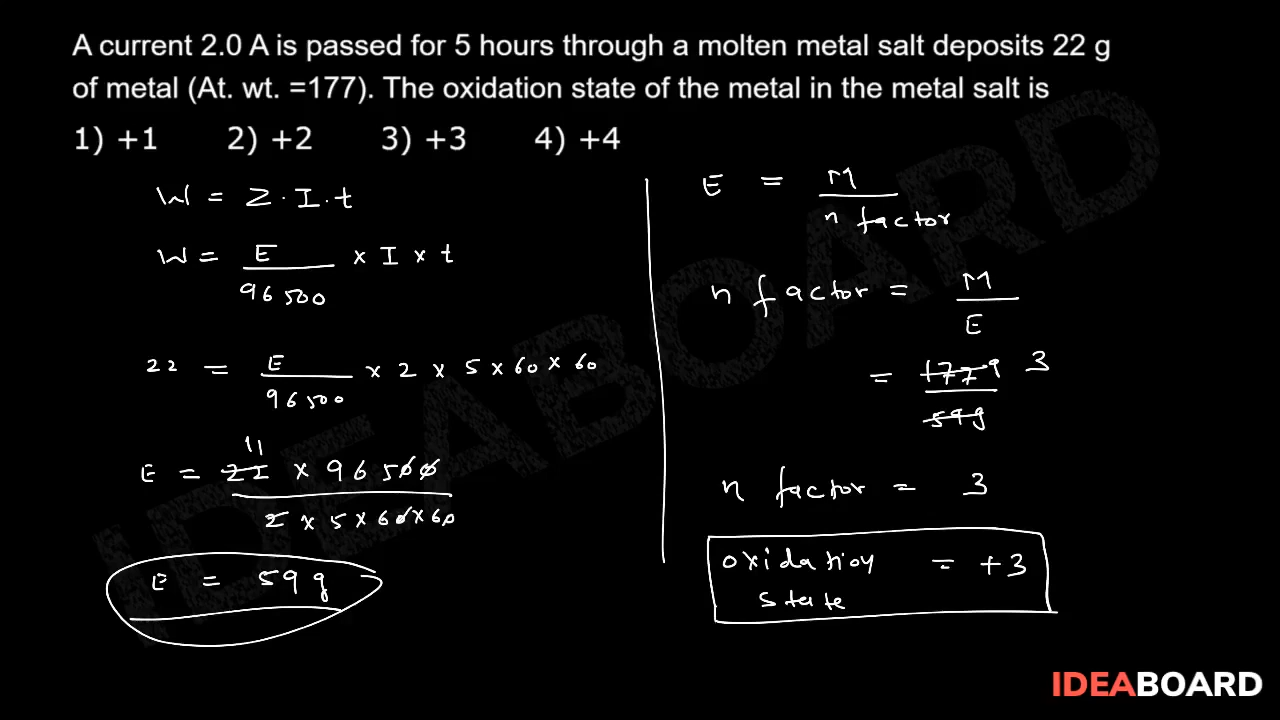 A current 2.0 A is passed for 5 hours through a molten metal salt deposits 22 g
of metal (At. wt. =177). The oxidation state of the metal in the metal salt is
1) +1 2) +2 3) +3 4) +4
W = Z . I . t
W = E / 96500 × I × t
22 = E / 96500 × 2 × 5 × 60 × 60
11
E = 22 × 96500 / 2 × 5 × 60 × 60
E = 59 g
E = M / n factor
n factor = M / E
= 177 g / 59 g 3
n factor = 3
oxidation state = +3
IDEABOARD
IDEABOARD